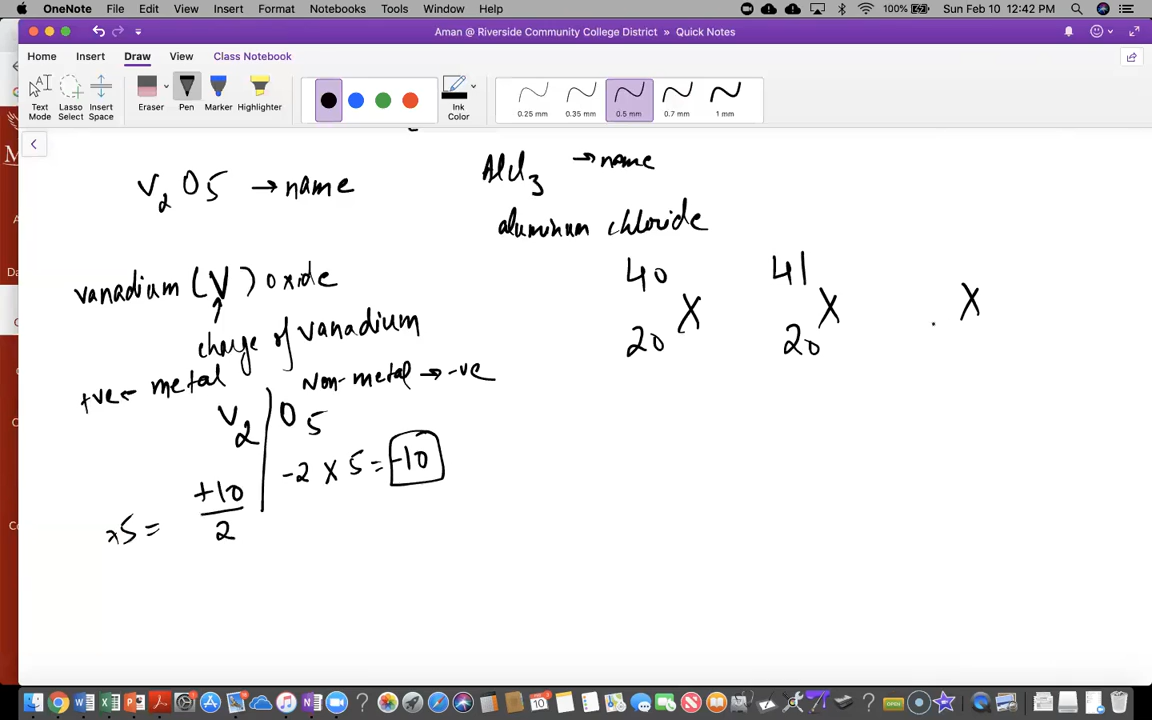 OneNote File Edit View Insert Format Notebooks Tools Window Help 100% Sun Feb 10 12:42 PM
Aman @ Riverside Community College District » Quick Notes
Home Insert Draw View Class Notebook
Text Mode Lasso Select Insert Space Eraser Pen Marker Highlighter Ink Color 0.25 mm 0.35 mm 0.5 mm 0.7 mm 1 mm
V2O5 → name
AlCl3 → name
aluminum chloride
vanadium (V) oxide
↑
charge of vanadium
+ve ← metal
Non-metal → -ve
V2 | O5
-2 x 5 = -10
+10
2
+5 =
40
20 X
41
20 X
. X